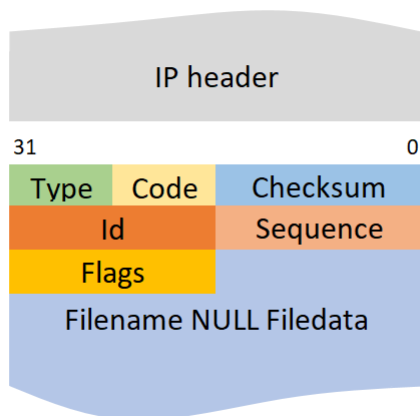 IP header
31 0
Type Code Checksum
Id Sequence
Flags
Filename NULL Filedata